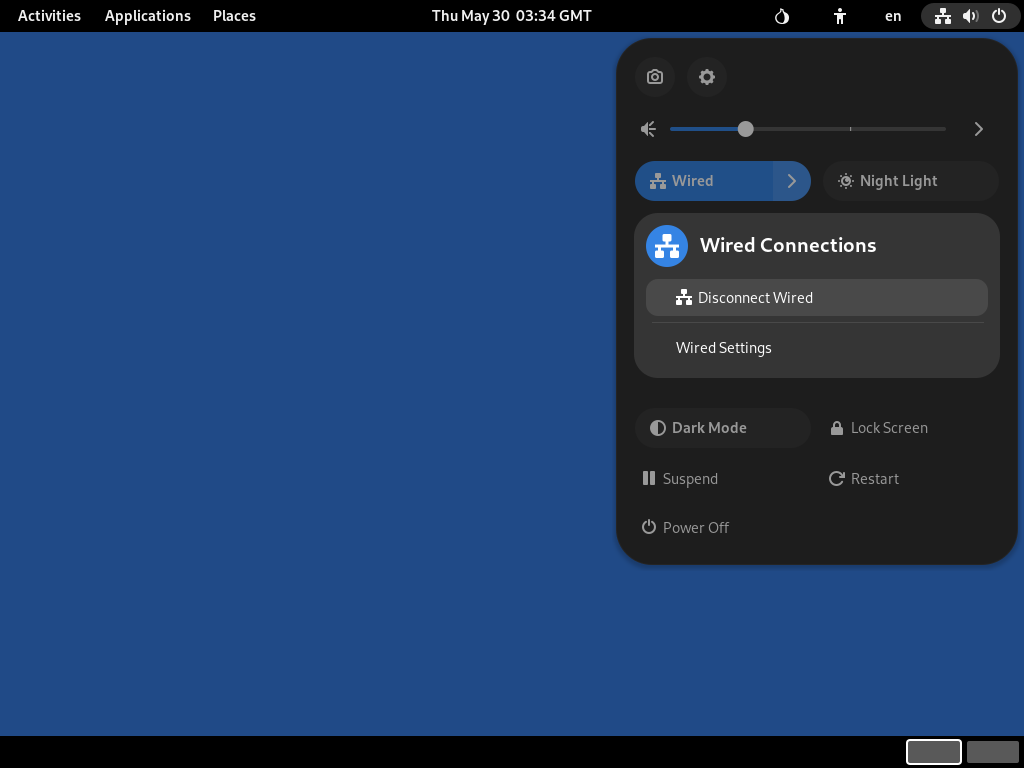 Activities Applications Places Thu May 30 03:34 GMT en
Wired Night Light
Wired Connections
Disconnect Wired
Wired Settings
Dark Mode Lock Screen
Suspend Restart
Power Off